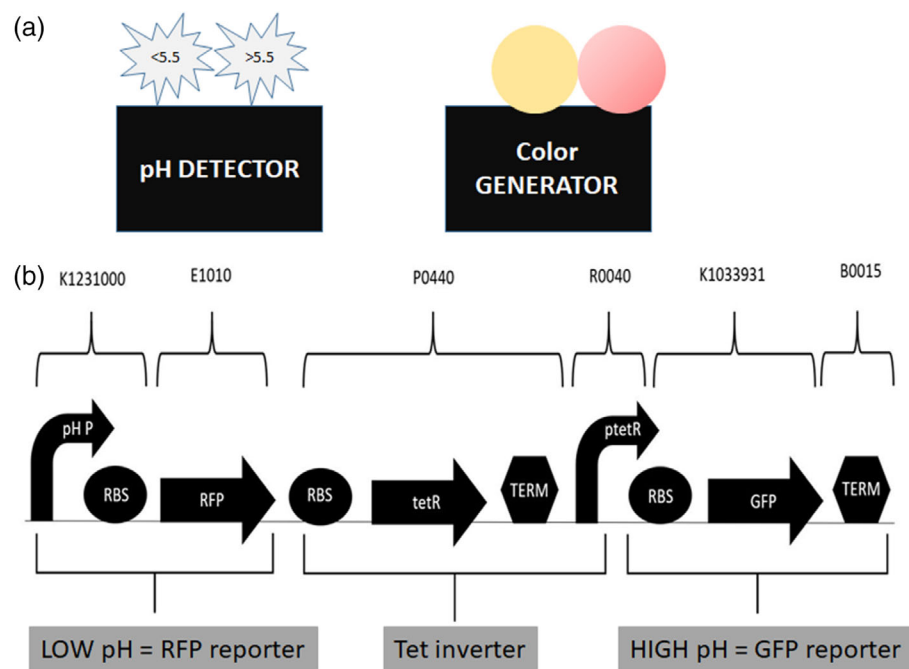 (a)
<5.5
>5.5
pH DETECTOR
Color
GENERATOR
(b)
K1231000
E1010
P0440
R0040
K1033931
B0015
pH P
RBS
RFP
RBS
tetR
TERM
ptetR
RBS
GFP
TERM
LOW pH = RFP reporter
Tet inverter
HIGH pH = GFP reporter